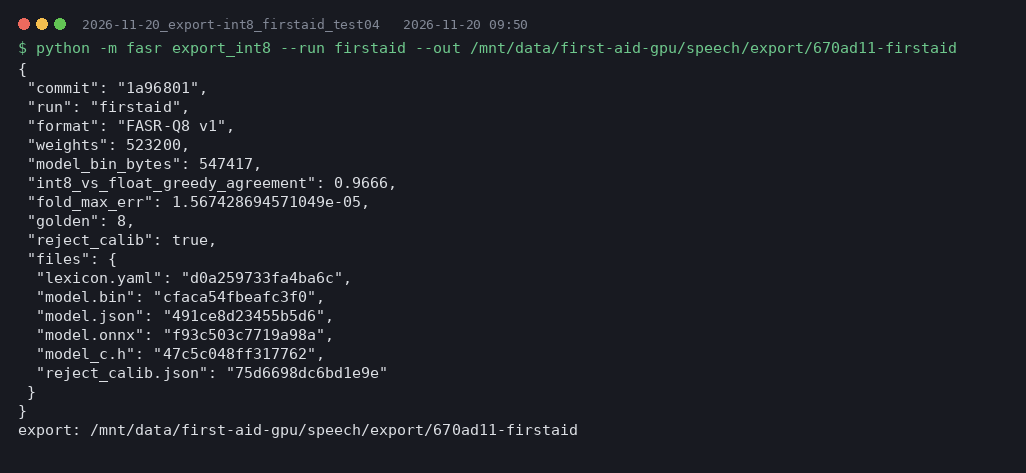 2026-11-20_export-int8_firstaid_test04   2026-11-20 09:50
$ python -m fasr export_int8 --run firstaid --out /mnt/data/first-aid-gpu/speech/export/670ad11-firstaid
{
 "commit": "1a96801",
 "run": "firstaid",
 "format": "FASR-Q8 v1",
 "weights": 523200,
 "model_bin_bytes": 547417,
 "int8_vs_float_greedy_agreement": 0.9666,
 "fold_max_err": 1.567428694571049e-05,
 "golden": 8,
 "reject_calib": true,
 "files": {
  "lexicon.yaml": "d0a259733fa4ba6c",
  "model.bin": "cfaca54fbeafc3f0",
  "model.json": "491ce8d23455b5d6",
  "model.onnx": "f93c503c7719a98a",
  "model_c.h": "47c5c048ff317762",
  "reject_calib.json": "75d6698dc6bd1e9e"
 }
}
export: /mnt/data/first-aid-gpu/speech/export/670ad11-firstaid